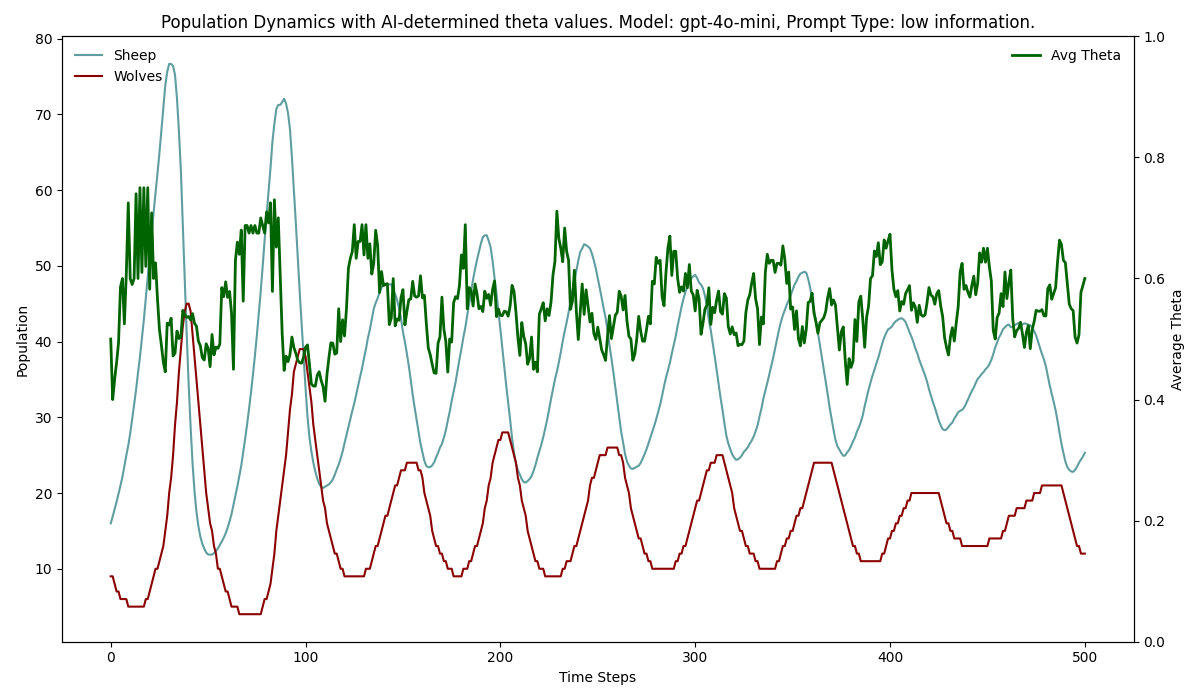 Population Dynamics with AI-determined theta values. Model: gpt-4o-mini, Prompt Type: low information.
Sheep
Wolves
Avg Theta
Population
80
70
60
50
40
30
20
10
1.0
0.8
0.6
0.4
0.2
0.0
Average Theta
0 100 200 300 400 500
Time Steps